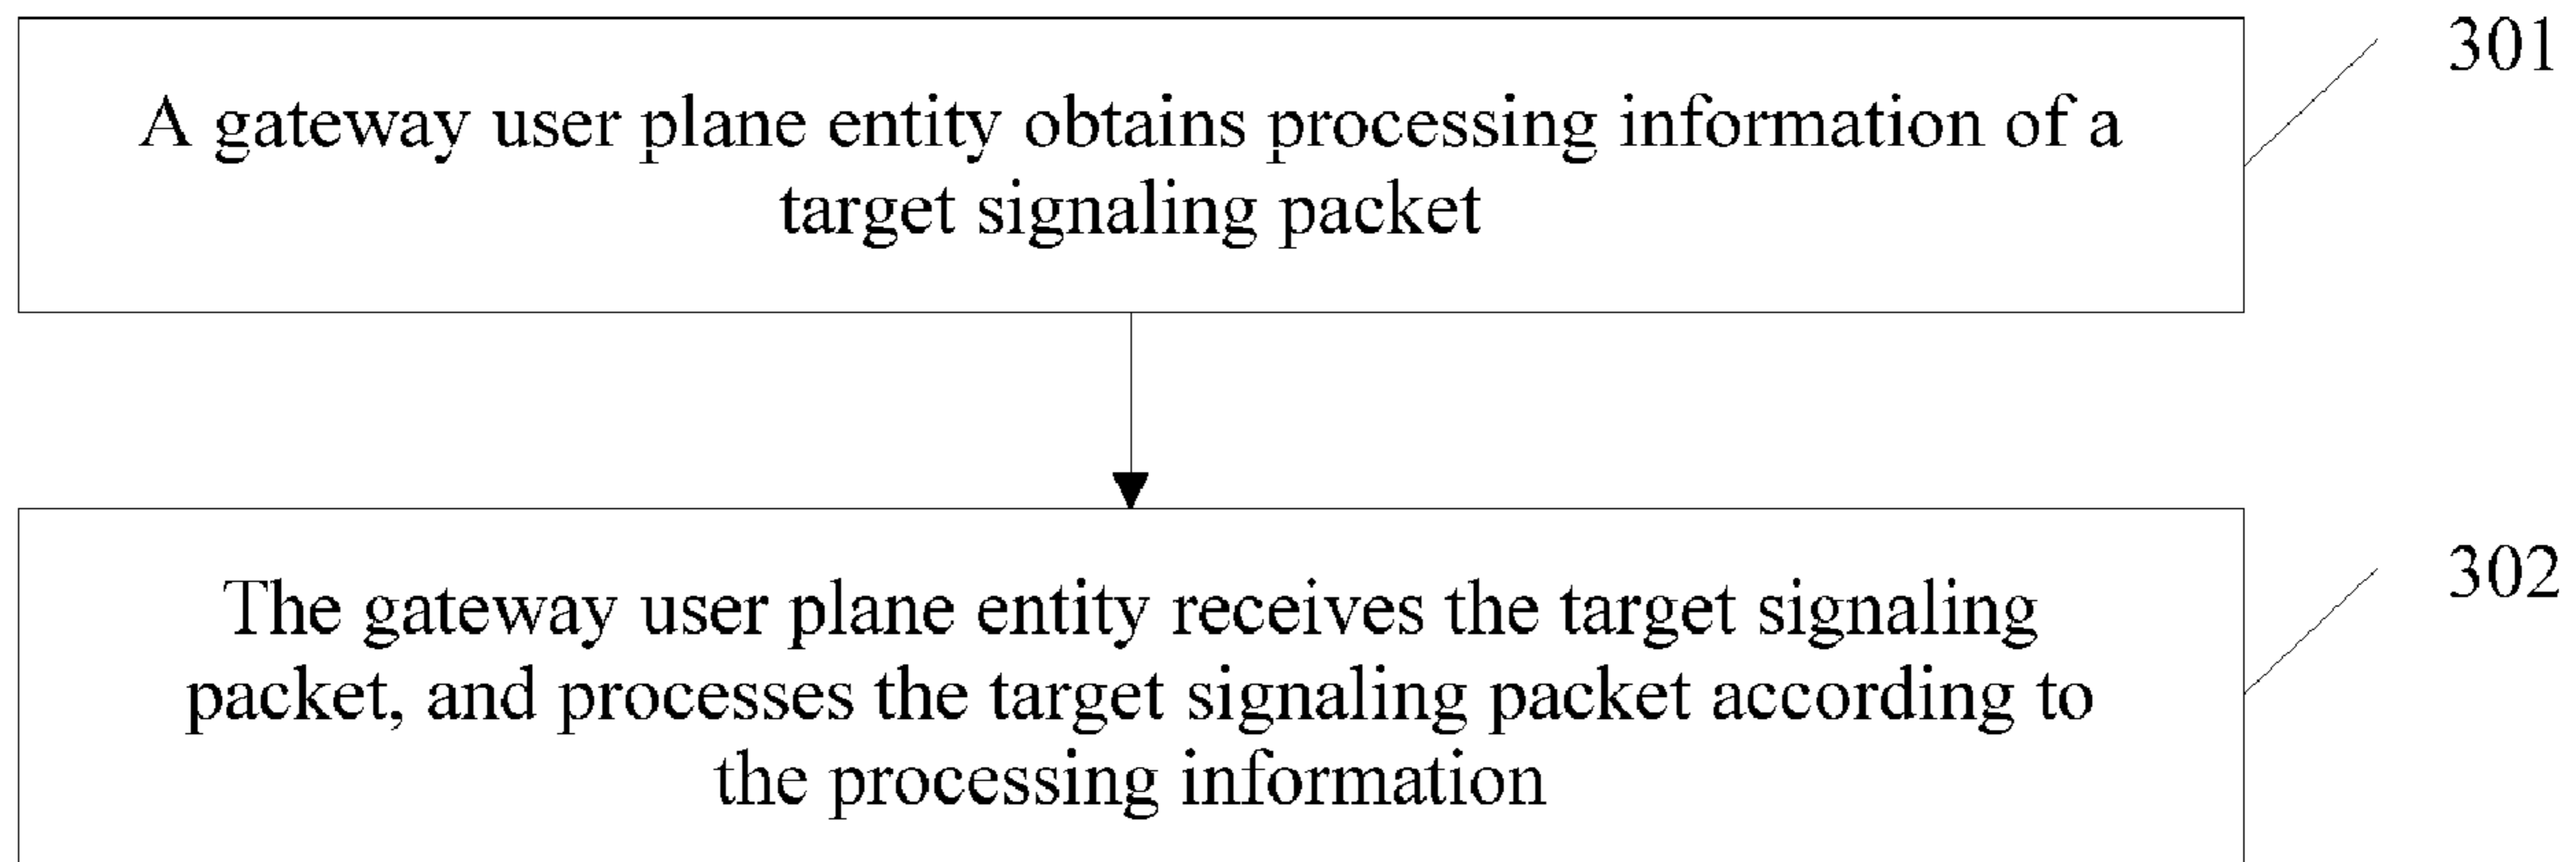 A gateway user plane entity obtains processing information of a
target signaling packet
301
The gateway user plane entity receives the target signaling
packet, and processes the target signaling packet according to
the processing information
302